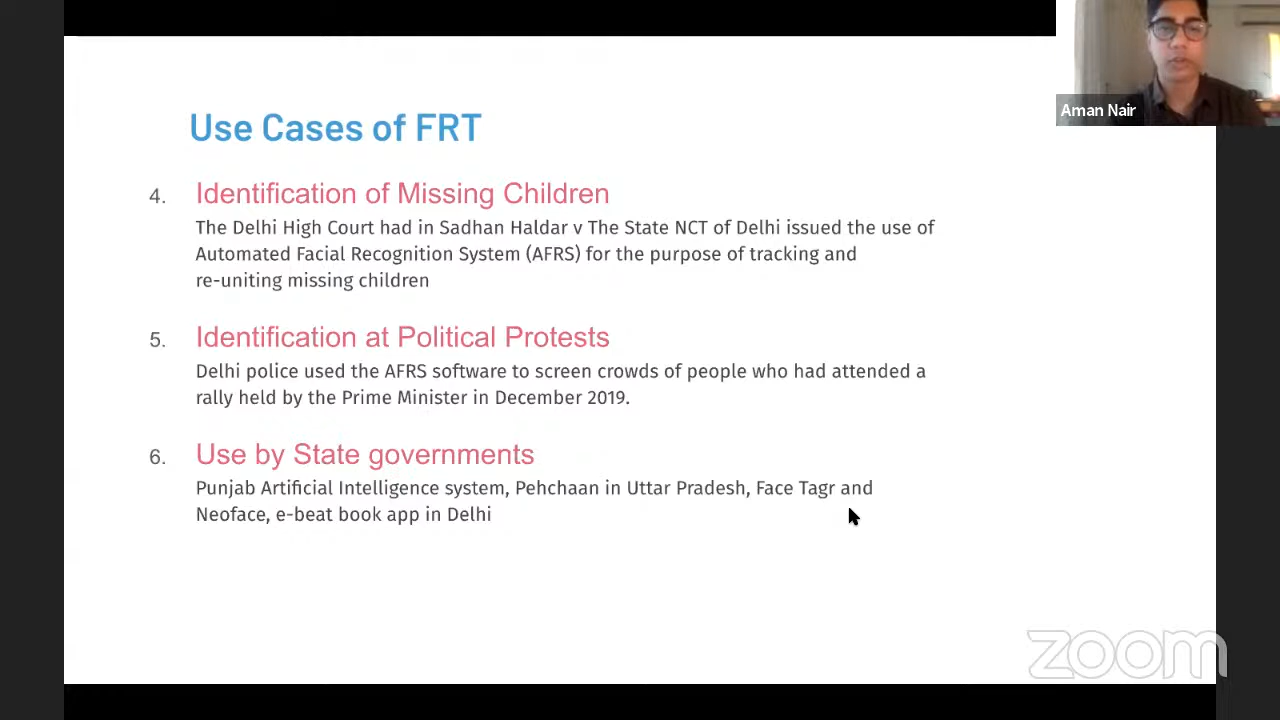 Aman Nair
Use Cases of FRT
4. Identification of Missing Children
The Delhi High Court had in Sadhan Haldar v The State NCT of Delhi issued the use of
Automated Facial Recognition System (AFRS) for the purpose of tracking and
re-uniting missing children
5. Identification at Political Protests
Delhi police used the AFRS software to screen crowds of people who had attended a
rally held by the Prime Minister in December 2019.
6. Use by State governments
Punjab Artificial Intelligence system, Pehchaan in Uttar Pradesh, Face Tagr and
Neoface, e-beat book app in Delhi
zoom